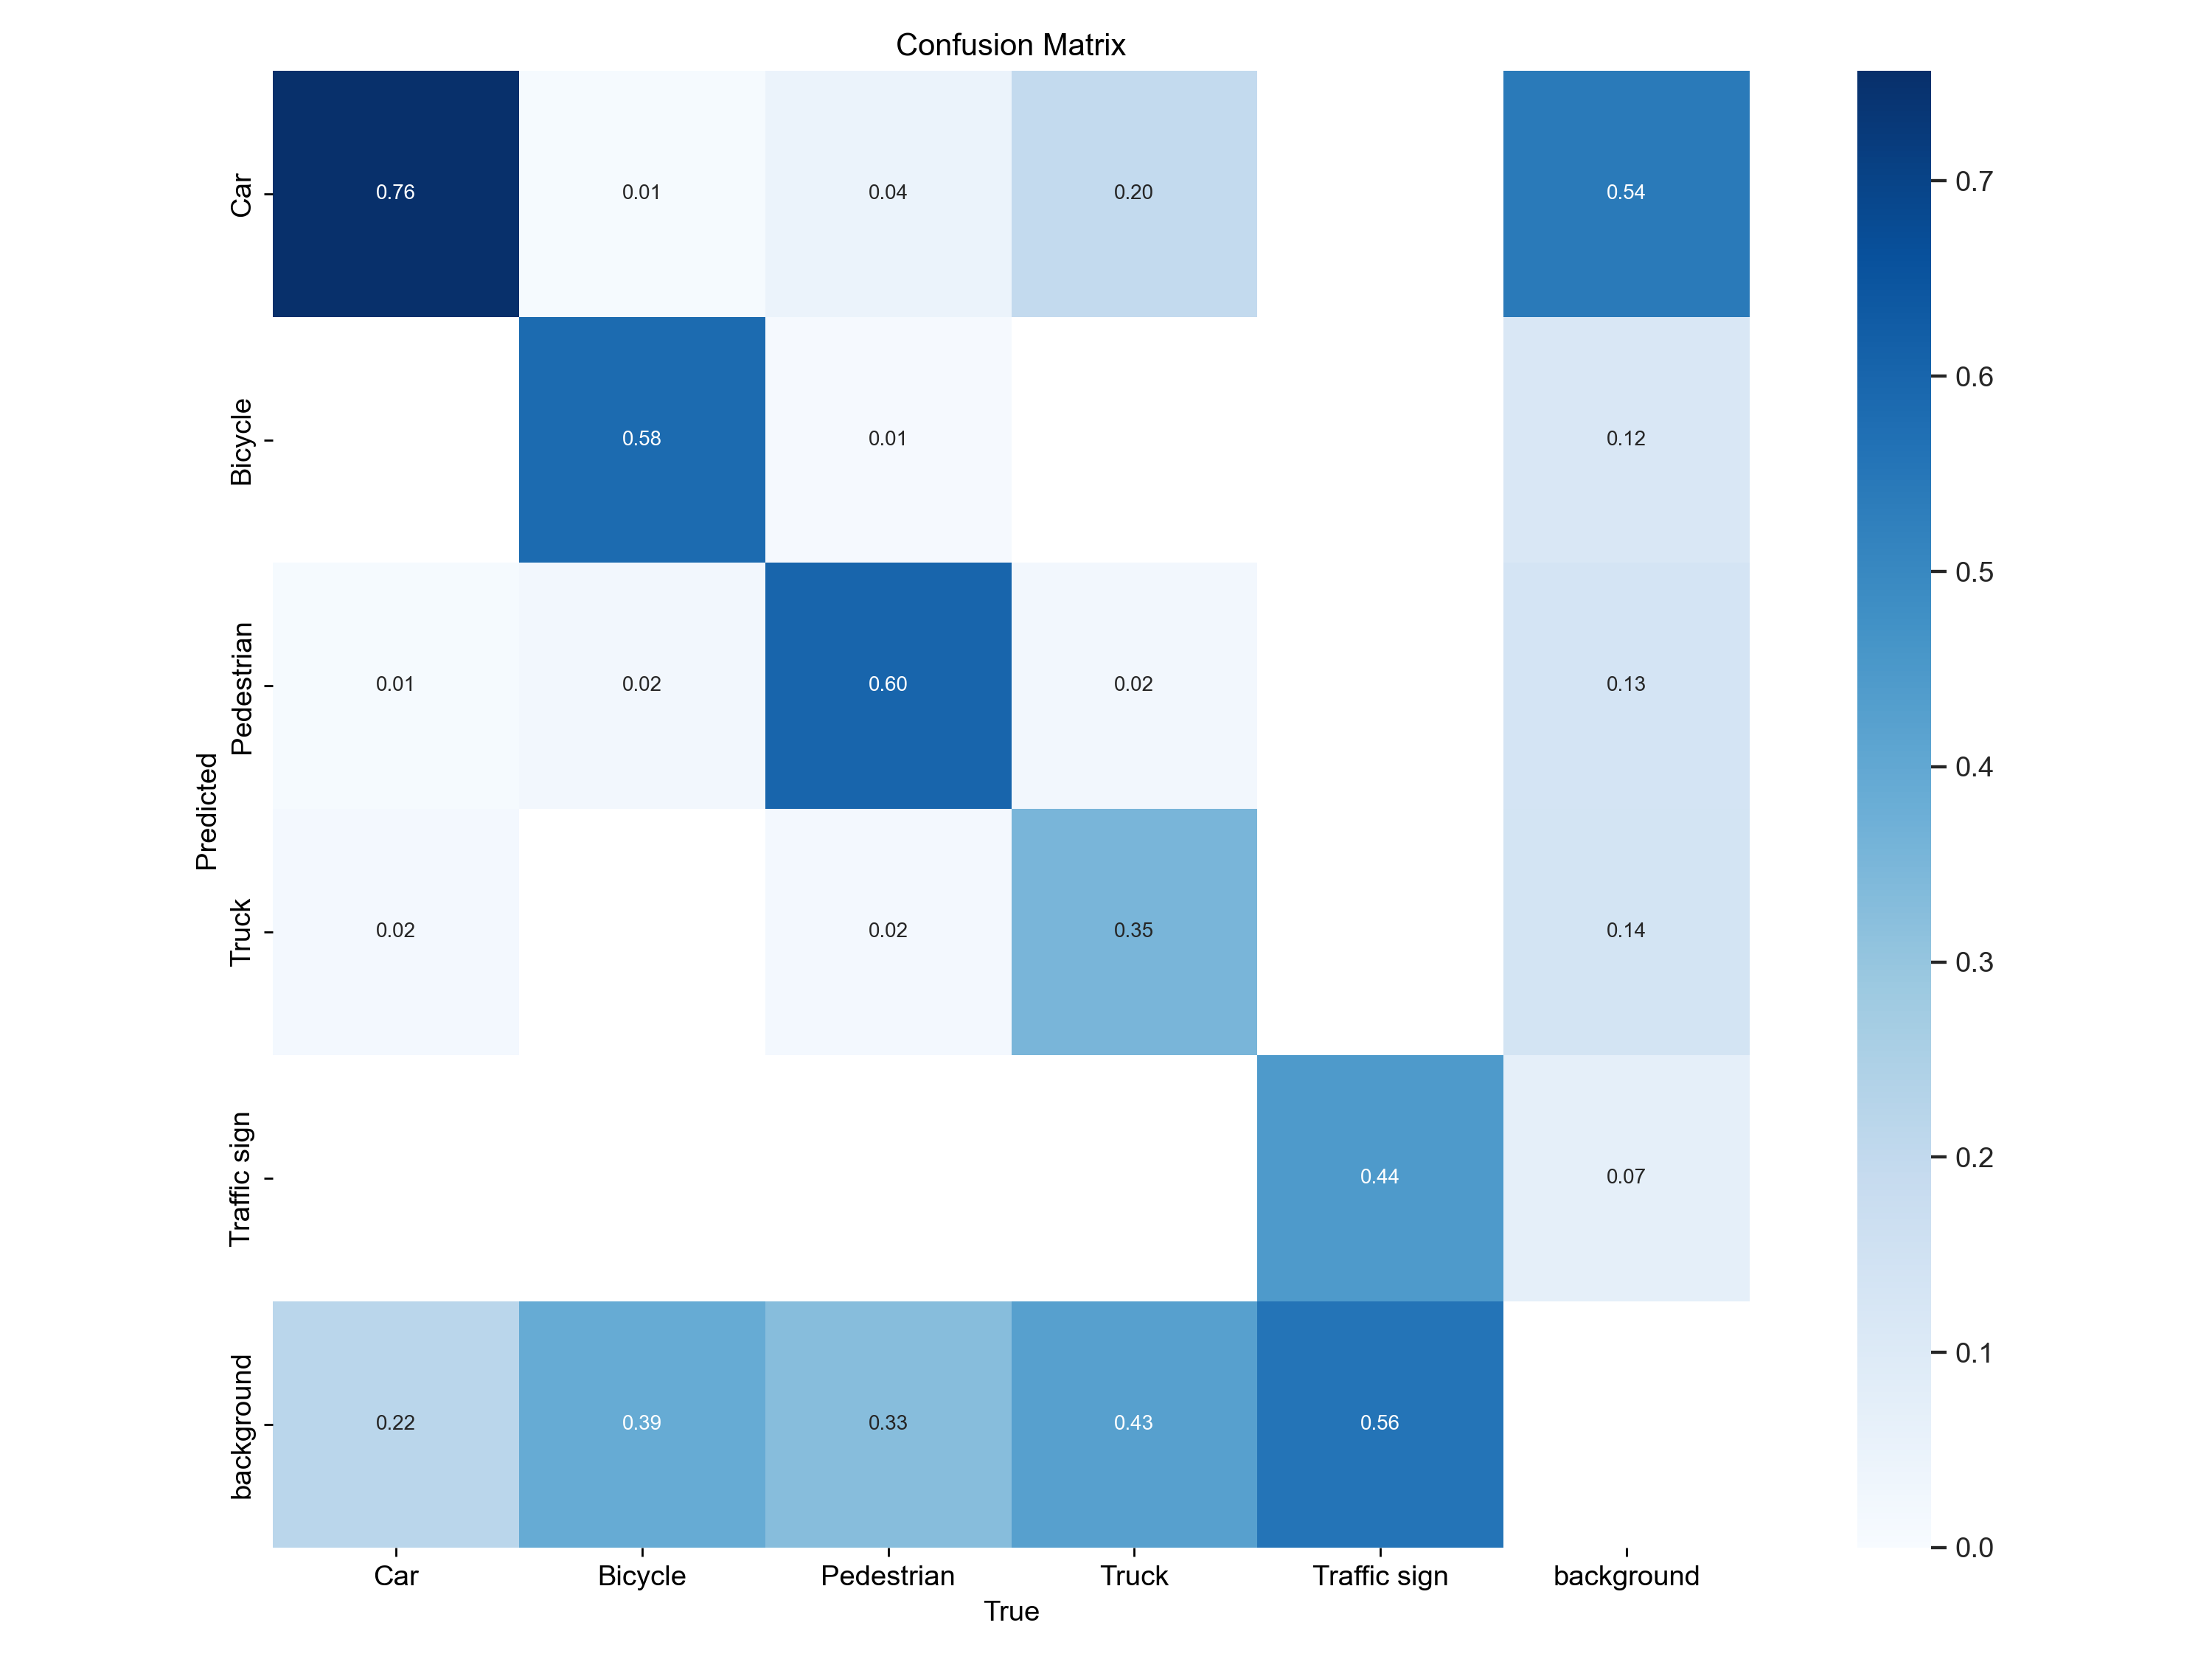 Confusion Matrix
Car 0.76 0.01 0.04 0.20 0.54
Bicycle 0.58 0.01 0.12
Pedestrian 0.01 0.02 0.60 0.02 0.13
Truck 0.02 0.02 0.35 0.14
Traffic sign 0.44 0.07
background 0.22 0.39 0.33 0.43 0.56
Predicted
Car Bicycle Pedestrian Truck Traffic sign background
True
0.7
0.6
0.5
0.4
0.3
0.2
0.1
0.0